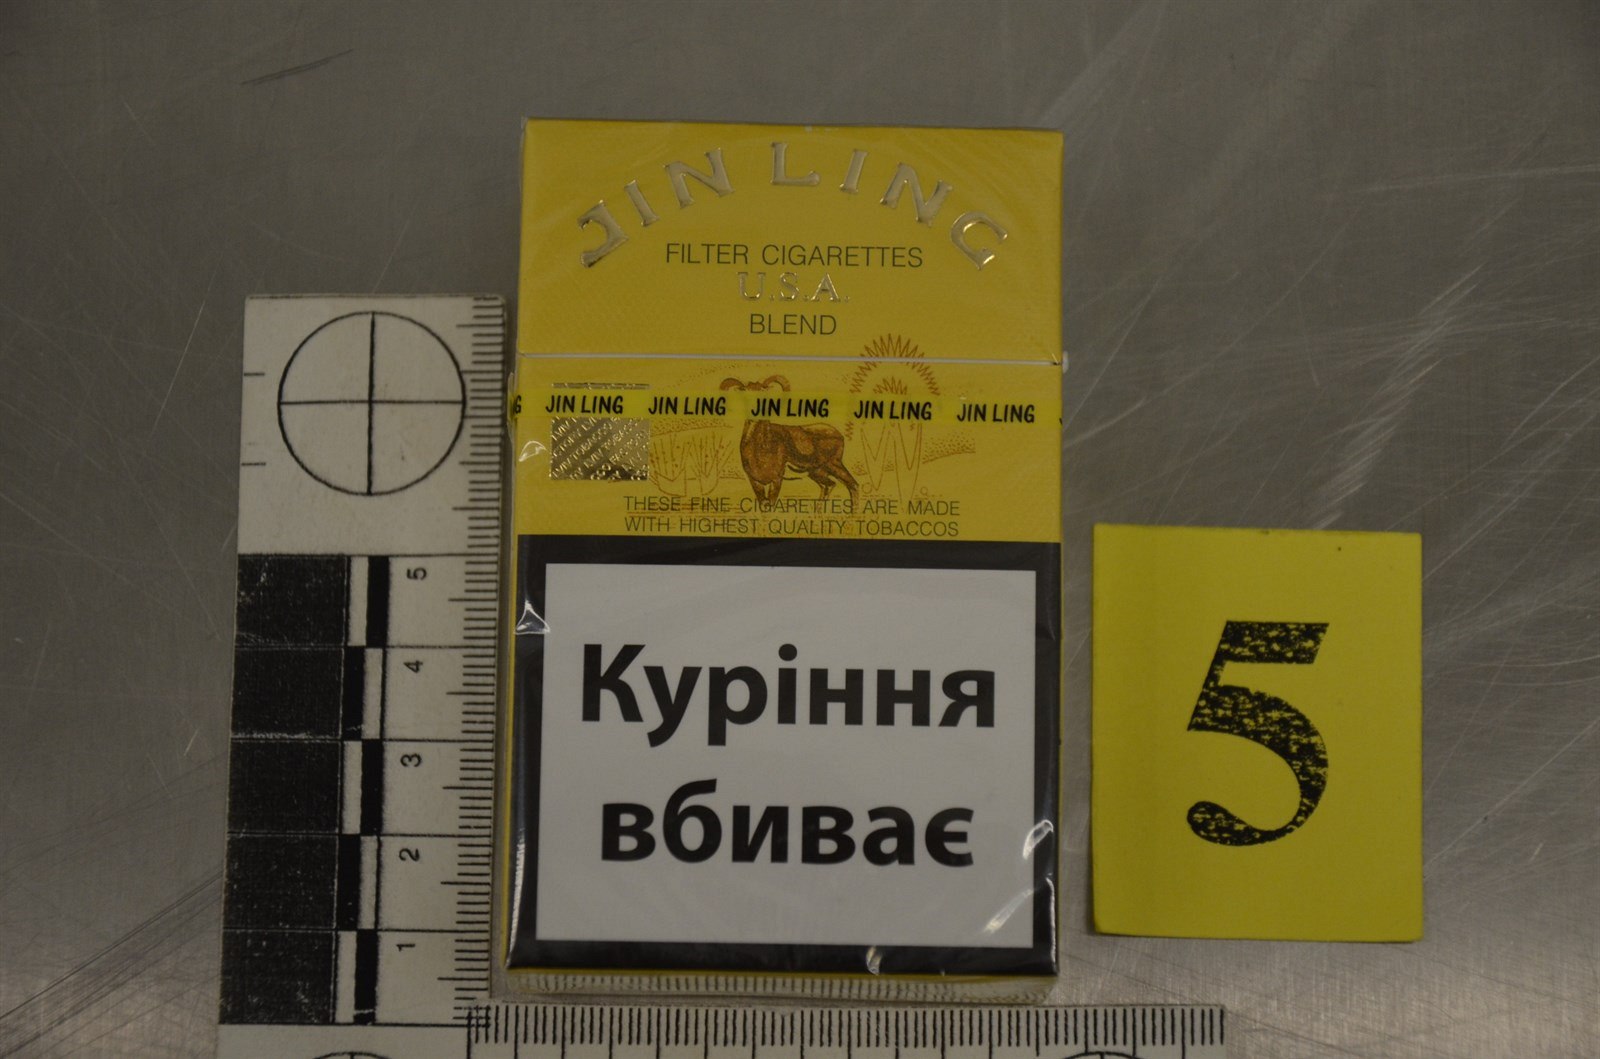 JIN LING
FILTER CIGARETTES
U.S.A.
BLEND
JIN LING JIN LING JIN LING JIN LING JIN LING
THESE FINE CIGARETTES ARE MADE
WITH HIGHEST QUALITY TOBACCOS
Куріння
вбиває
5
4
3
2
1
5